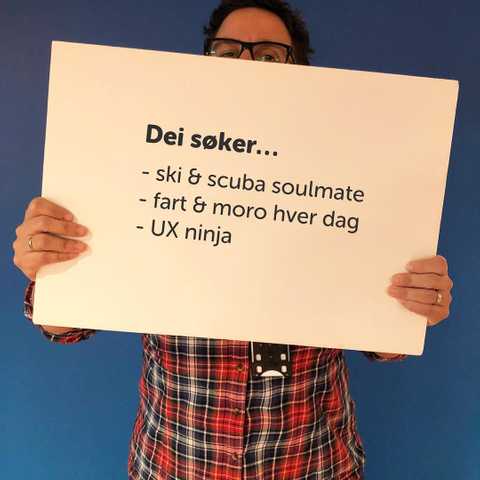 Dei søker...
- ski & scuba soulmate
- fart & moro hver dag
- UX ninja